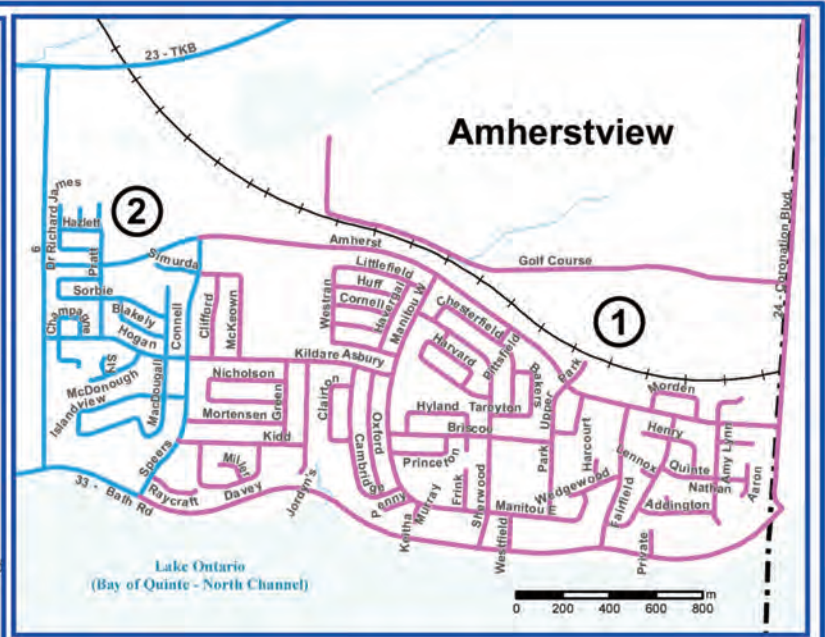 23 - TKB
Amherstview
Dr Richard James
2
Hazlett
6
Pratt
Simurda
Amherst
Golf Course
24 - Coronation Blvd
Sorbie
Blakely
Hogan
Connell
Clifford
McKeown
Littlefield
Huff
Cornell
Westran
Havergal
Manitou W
Chesterfield
1
McDonough
Islandview
MacDougall
Kildare
Asbury
Harvard
Pittsfield
Bakers
Park
Nicholson
Mortensen
Green
Clairton
Oxford
Cambridge
Hyland
Tareyton
Upper
Park
Morden
Kidd
Briscoe
Princeton
Harcourt
Henry
Lennox
Quinte
Amy Lynn
Speers
Miller
Davey
Raycraft
Jordyn's
Penny
Keitha
Murray
Frink
Sherwood
Manitou E
Wedgewood
Fairfield
Nathan
Addington
Aaron
33 - Bath Rd
Westfield
Private
Lake Ontario
(Bay of Quinte - North Channel)
0 200 400 600 800 m